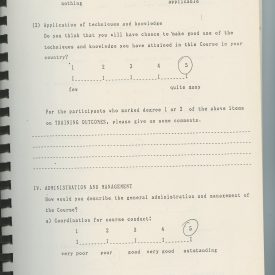 nothing applicable
(2) Application of techniques and knowledge
Do you think that you will have chance to make good use of the
techniques and knowledge you have attained in this Course in your
country?
1 2 3 4 5
few quite many
For the participants who marked degree 1 or 2 of the above items
on TRAINING OUTCOMES, please give us some comments.
IV. ADMINISTRATION AND MANAGEMENT
How would you describe the general administration and management of
the Course?
a) Coordination for course conduct:
1 2 3 4 5
very poor poor good very good outstanding